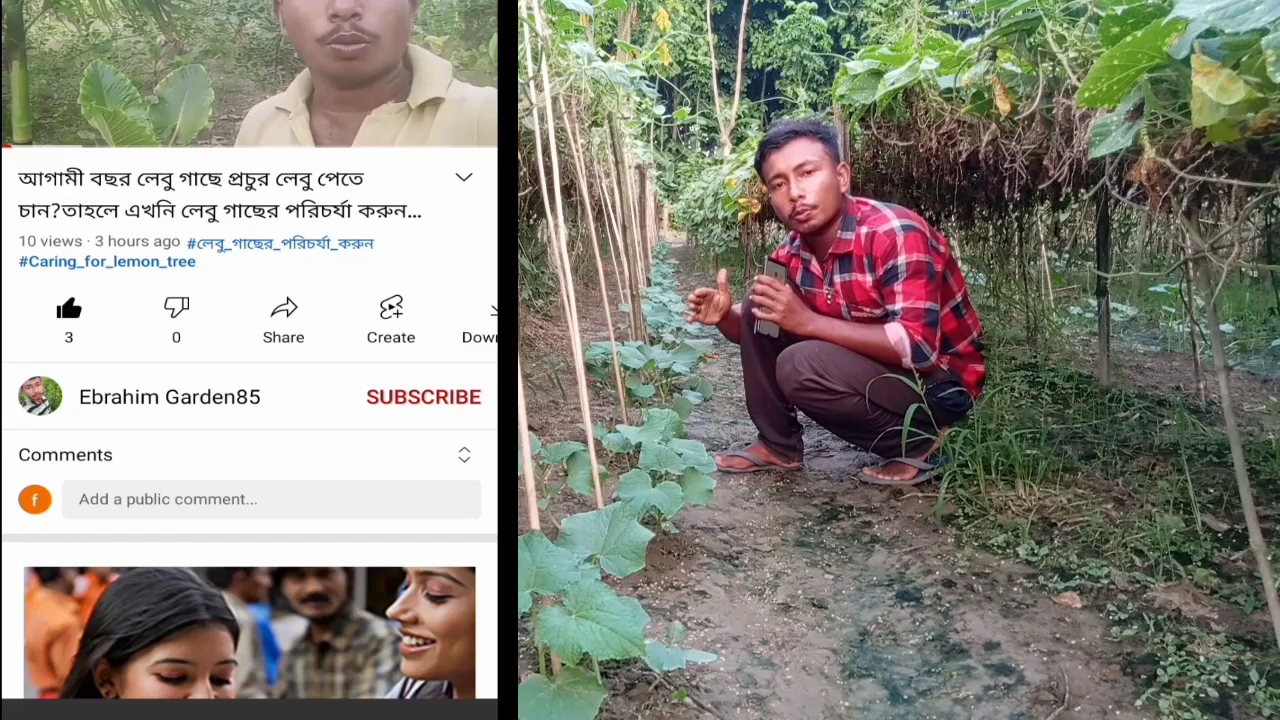 আগামী বছর লেবু গাছে প্রচুর লেবু পেতে
চান?তাহলে এখনি লেবু গাছের পরিচর্যা করুন...
10 views · 3 hours ago #লেবু_গাছের_পরিচর্যা_করুন
#Caring_for_lemon_tree
3 0 Share Create Down
Ebrahim Garden85 SUBSCRIBE
Comments
f Add a public comment...